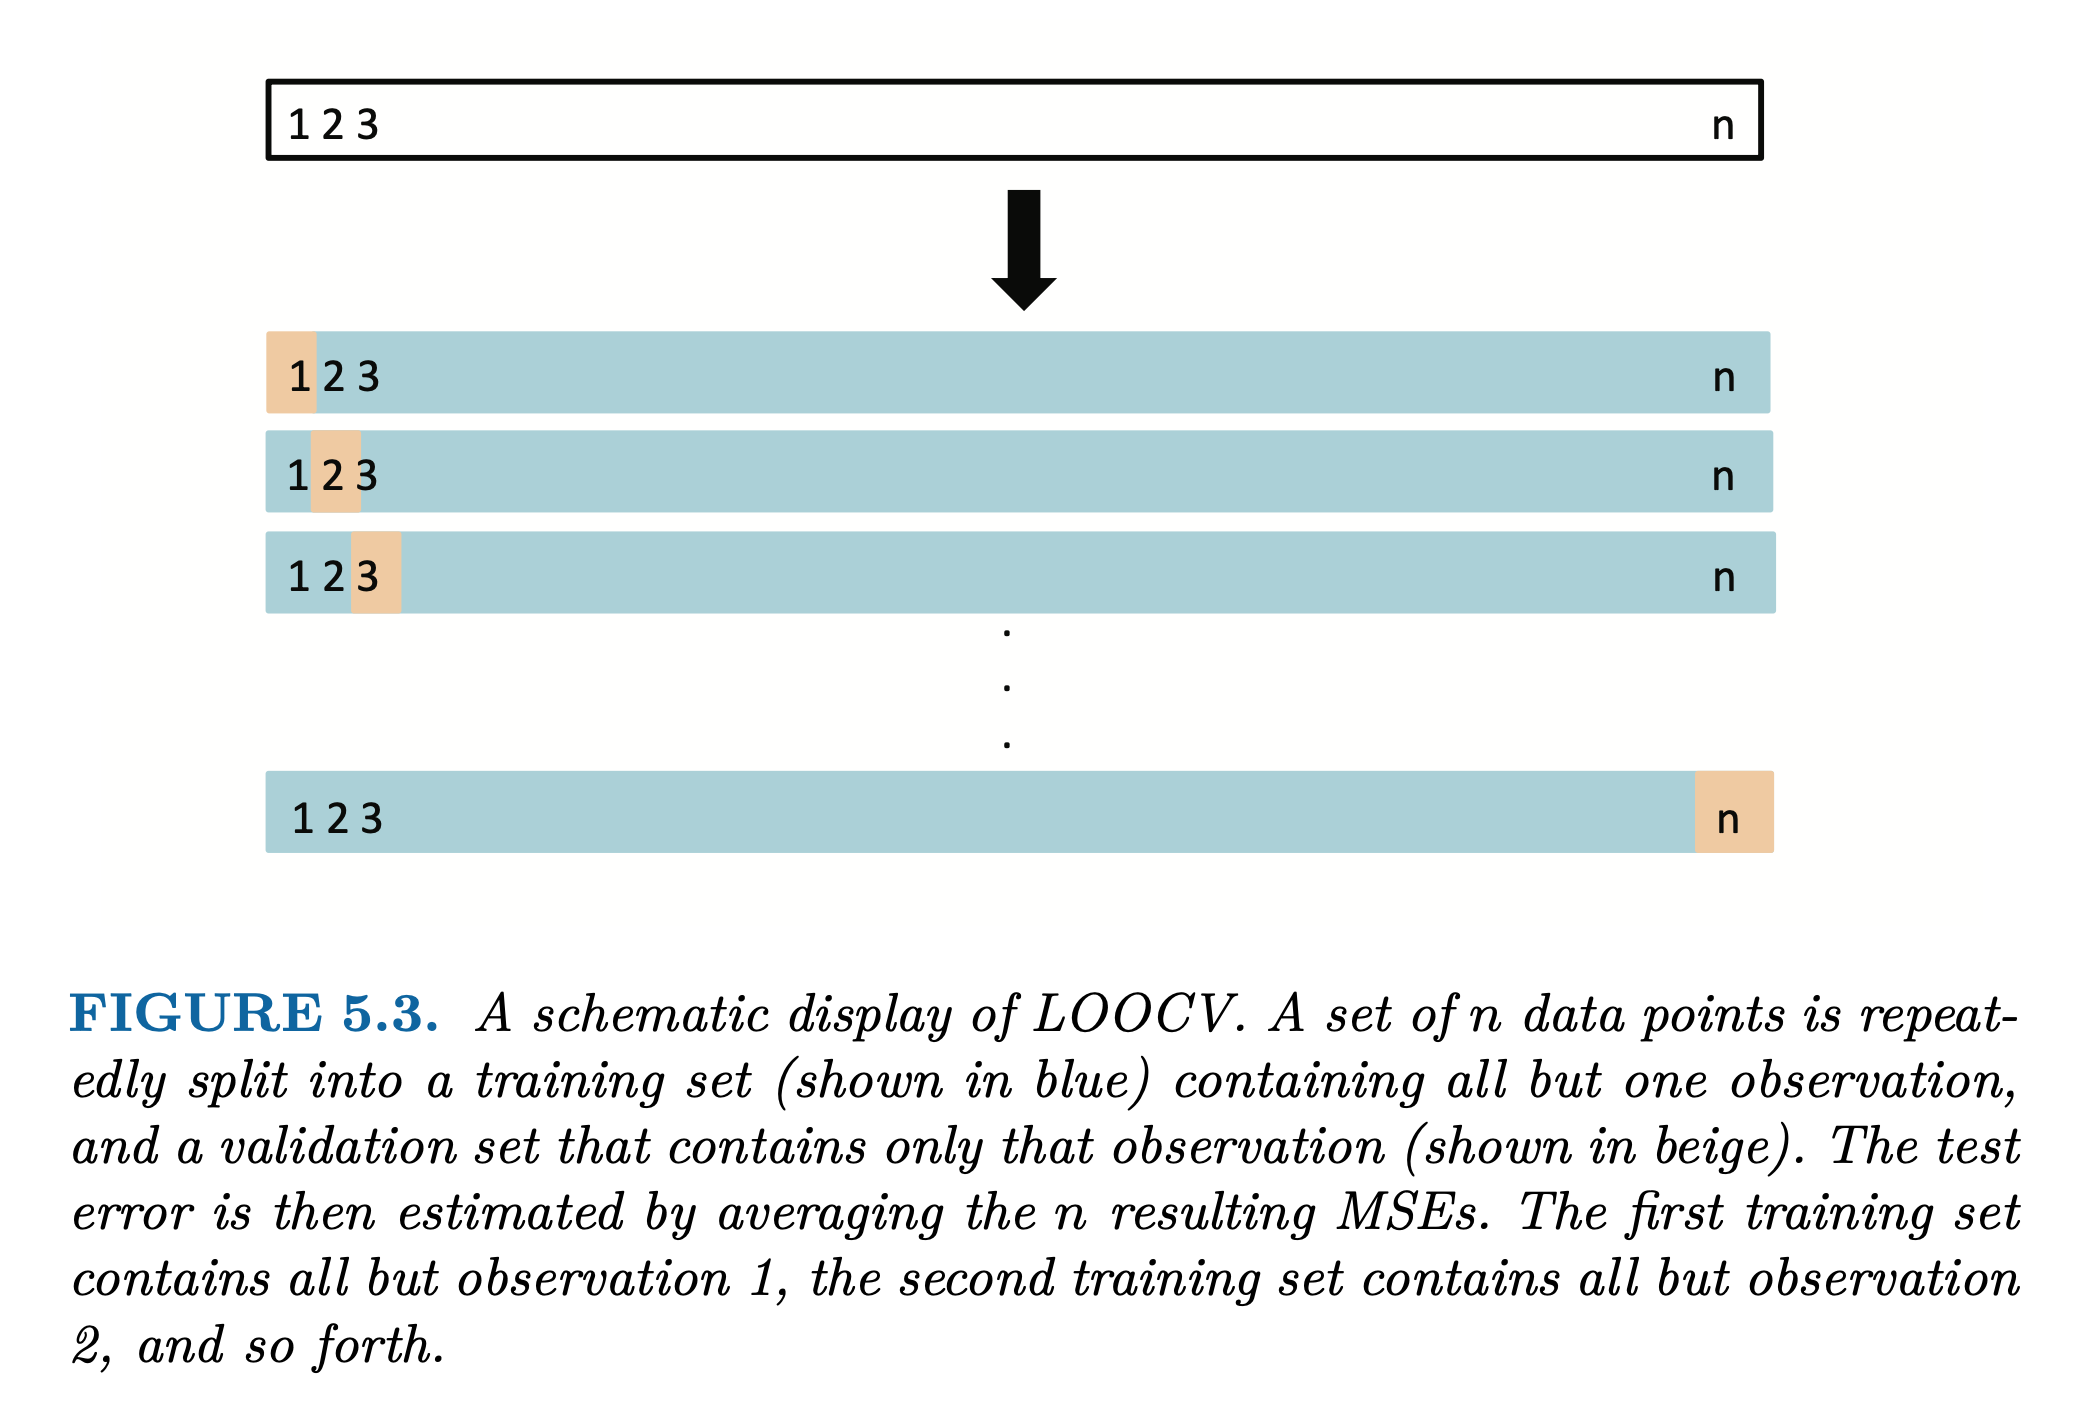 1 2 3 n
1 2 3 n
1 2 3 n
1 2 3 n
1 2 3 n
FIGURE 5.3. A schematic display of LOOCV. A set of n data points is repeat-
edly split into a training set (shown in blue) containing all but one observation,
and a validation set that contains only that observation (shown in beige). The test
error is then estimated by averaging the n resulting MSEs. The first training set
contains all but observation 1, the second training set contains all but observation
2, and so forth.